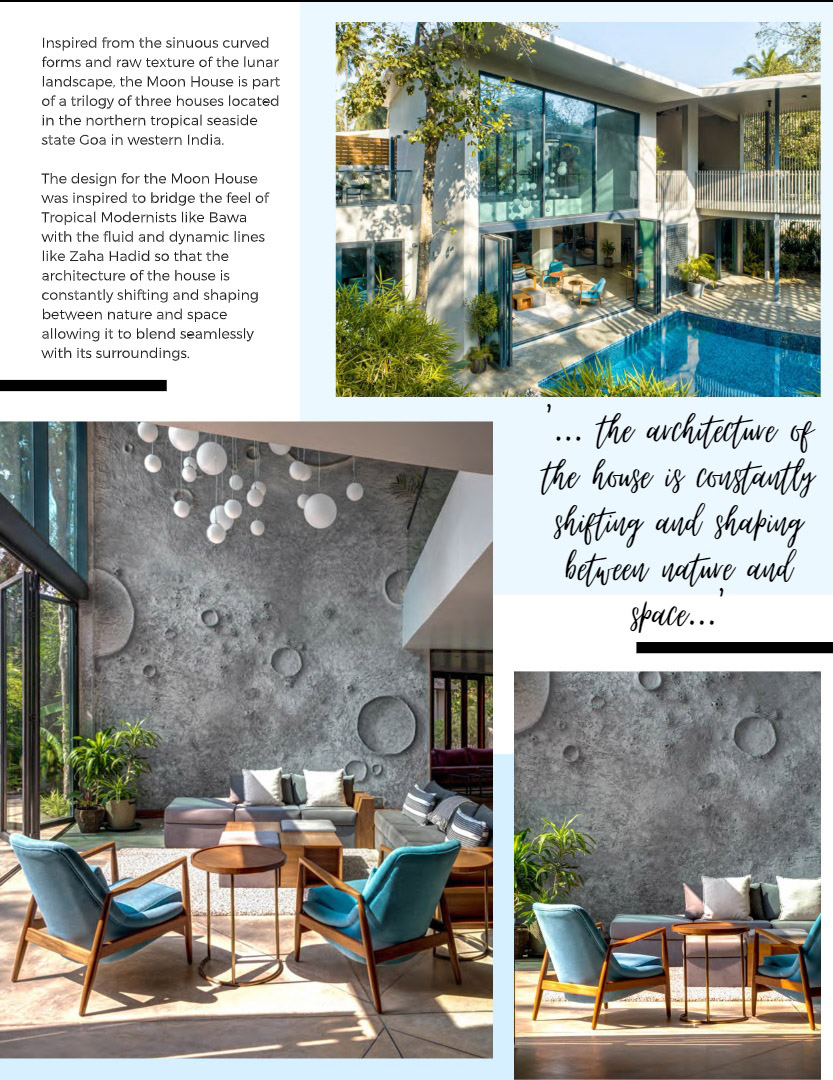 Inspired from the sinuous curved
forms and raw texture of the lunar
landscape, the Moon House is part
of a trilogy of three houses located
in the northern tropical seaside
state Goa in western India.
The design for the Moon House
was inspired to bridge the feel of
Tropical Modernists like Bawa
with the fluid and dynamic lines
like Zaha Hadid so that the
architecture of the house is
constantly shifting and shaping
between nature and space
allowing it to blend seamlessly
with its surroundings.
'... the architecture of
the house is constantly
shifting and shaping
between nature and
space...'